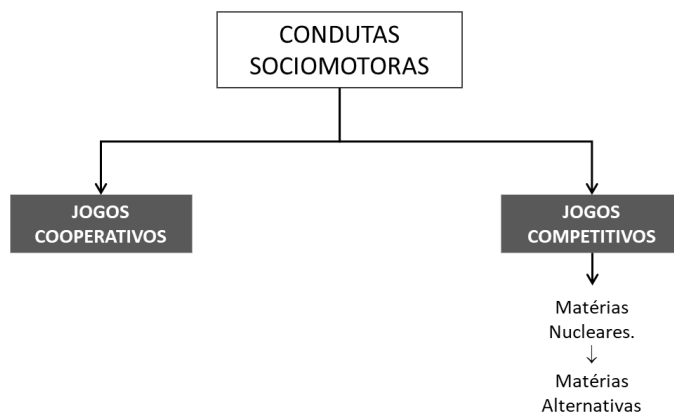 CONDUTAS
SOCIOMOTORAS
JOGOS
COOPERATIVOS
JOGOS
COMPETITIVOS
Matérias
Nucleares.
Matérias
Alternativas